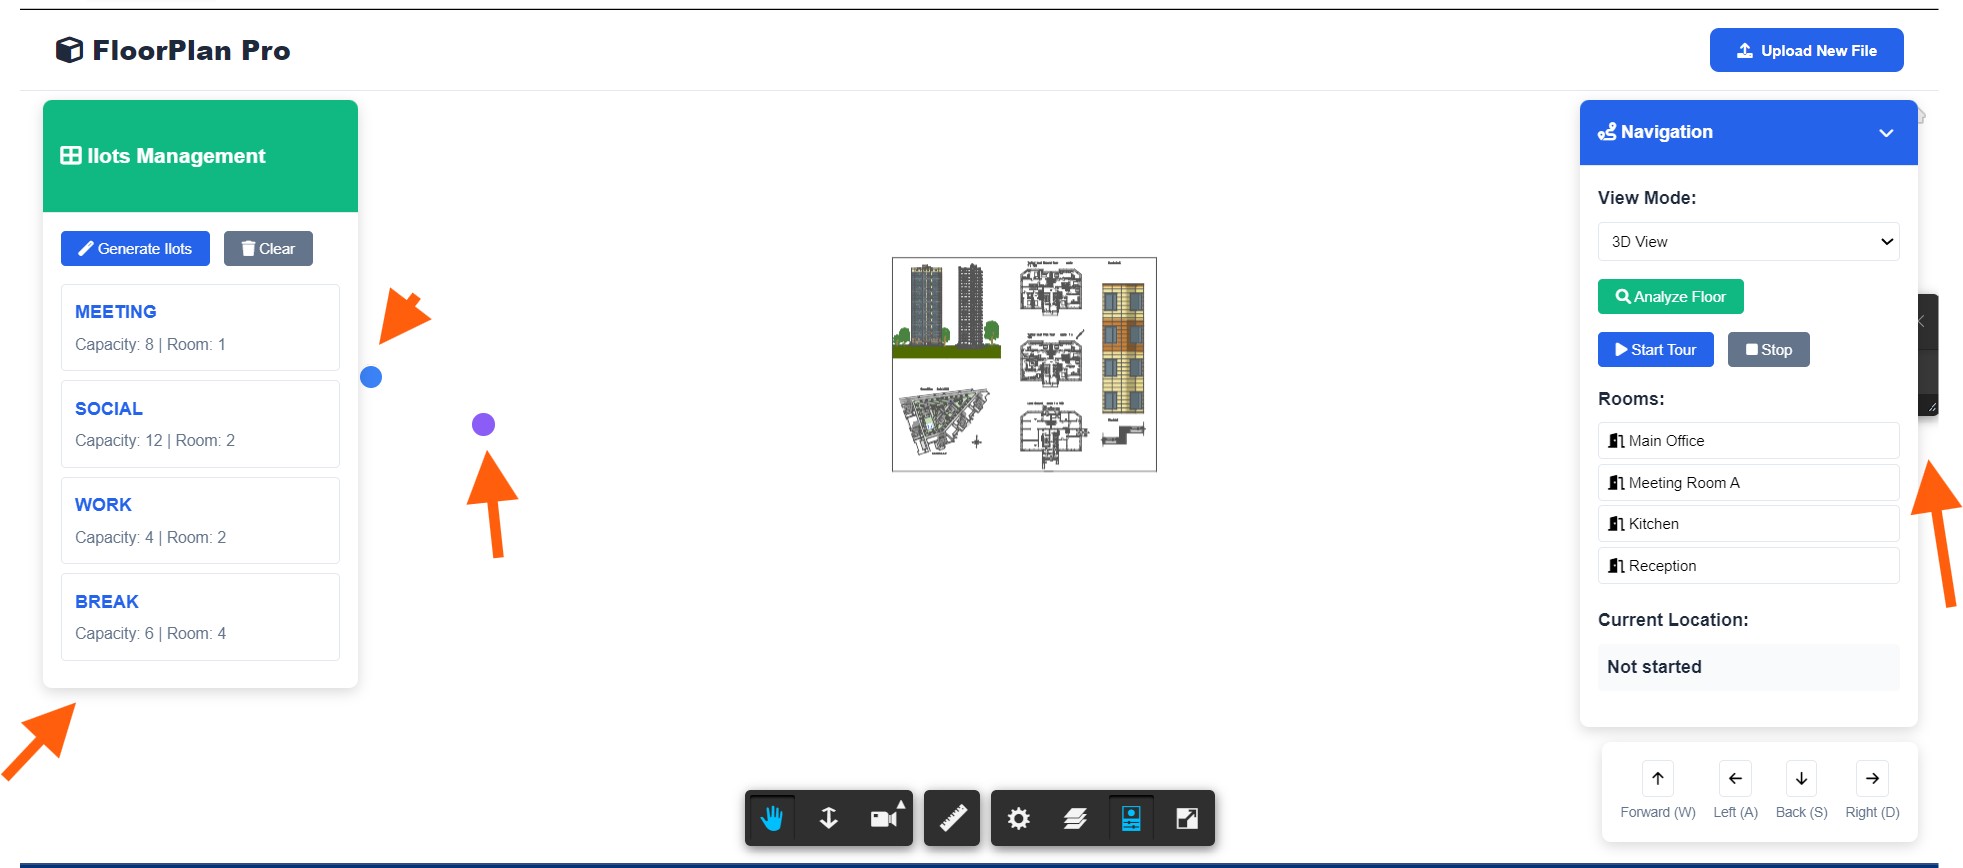 FloorPlan Pro
Upload New File
Ilots Management
Generate Ilots
Clear
MEETING
Capacity: 8 | Room: 1
SOCIAL
Capacity: 12 | Room: 2
WORK
Capacity: 4 | Room: 2
BREAK
Capacity: 6 | Room: 4
Navigation
View Mode:
3D View
Analyze Floor
Start Tour
Stop
Rooms:
Main Office
Meeting Room A
Kitchen
Reception
Current Location:
Not started
Forward (W)
Left (A)
Back (S)
Right (D)